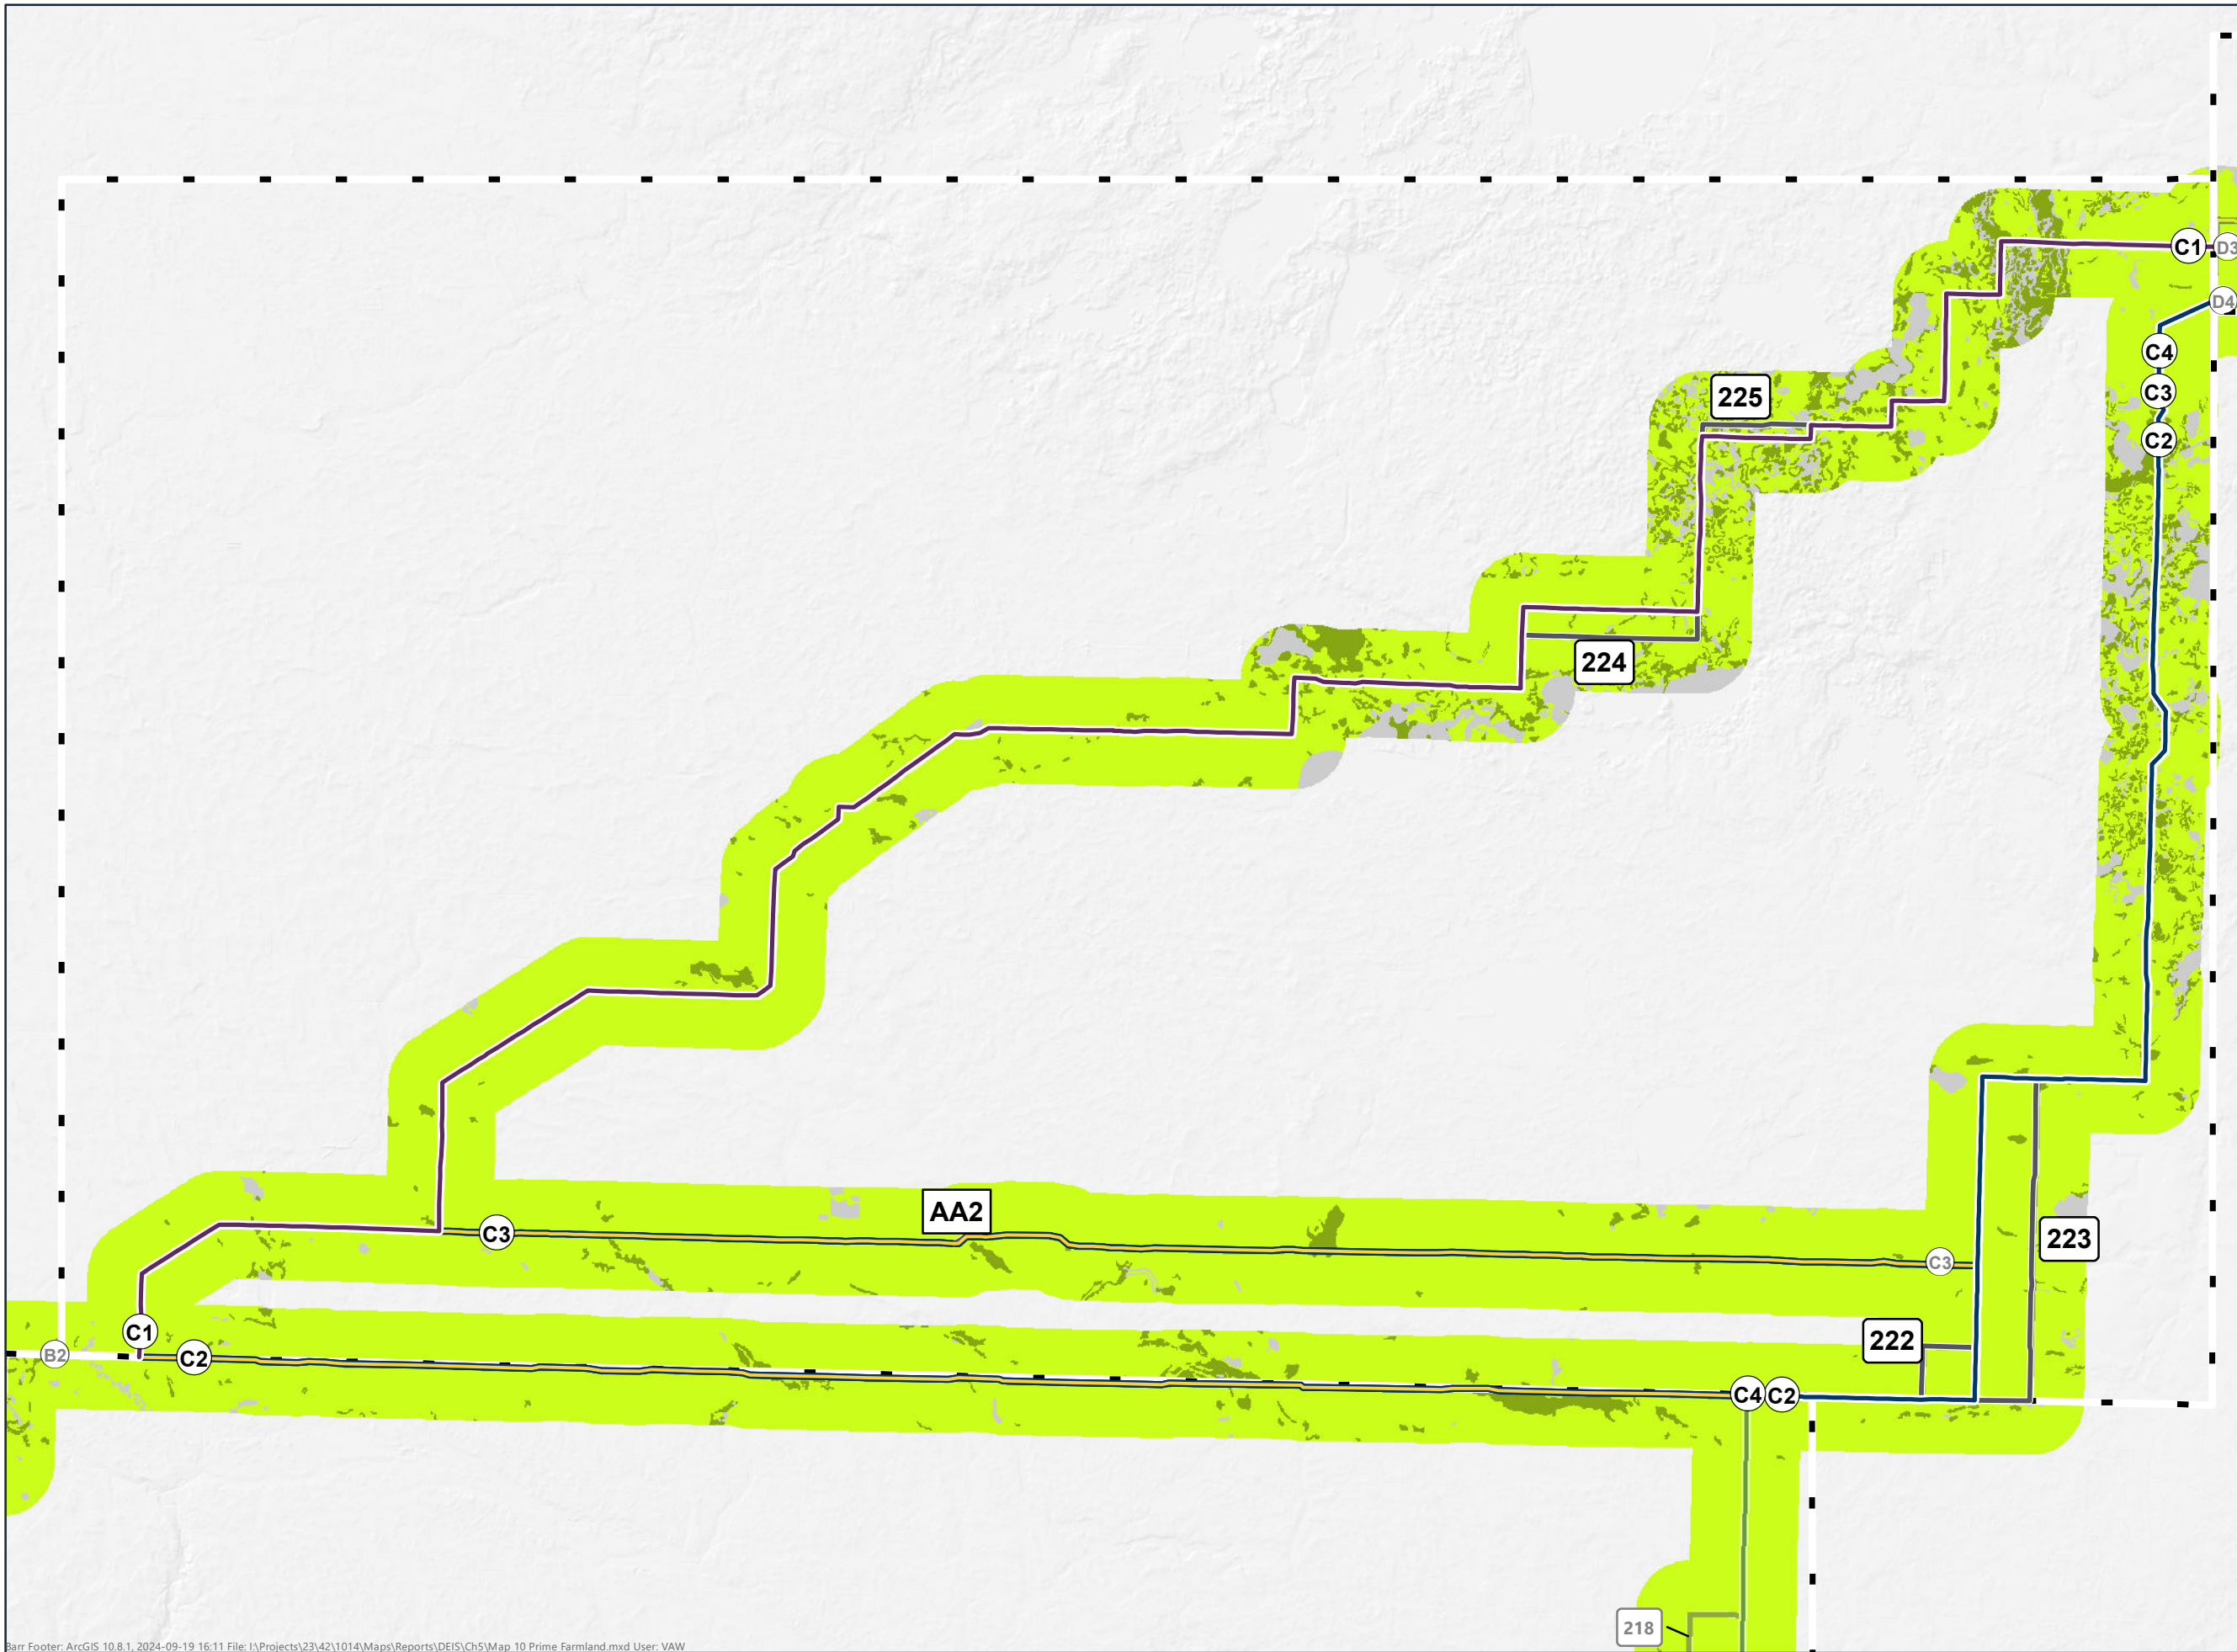 C1
D3
D4
C4
C3
225
C2
224
AA2
C3
223
C3
C1
222
B2
C2
C4
C2
218
Barr Footer: ArcGIS 10.8.1, 2024-09-19 16:11 File: I:\Projects\23\42\1014\Maps\Reports\DEIS\Ch5\Map 10 Prime Farmland.mxd User: VAW